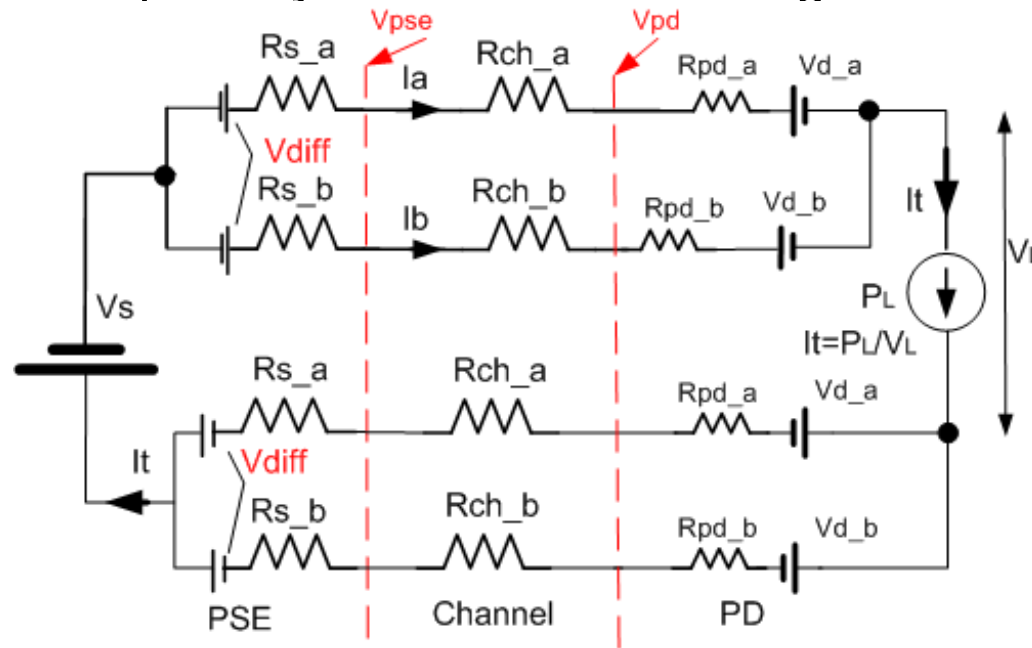 Vpse
Vpd
Rs_a
Rch_a
Rpd_a
Vd_a
Ia
Vdiff
Rs_b
Rch_b
Rpd_b
Vd_b
Ib
It
Vs
PL
It=PL/VL
Rs_a
Rch_a
Rpd_a
Vd_a
It
Vdiff
Rs_b
Rch_b
Rpd_b
Vd_b
PSE
Channel
PD